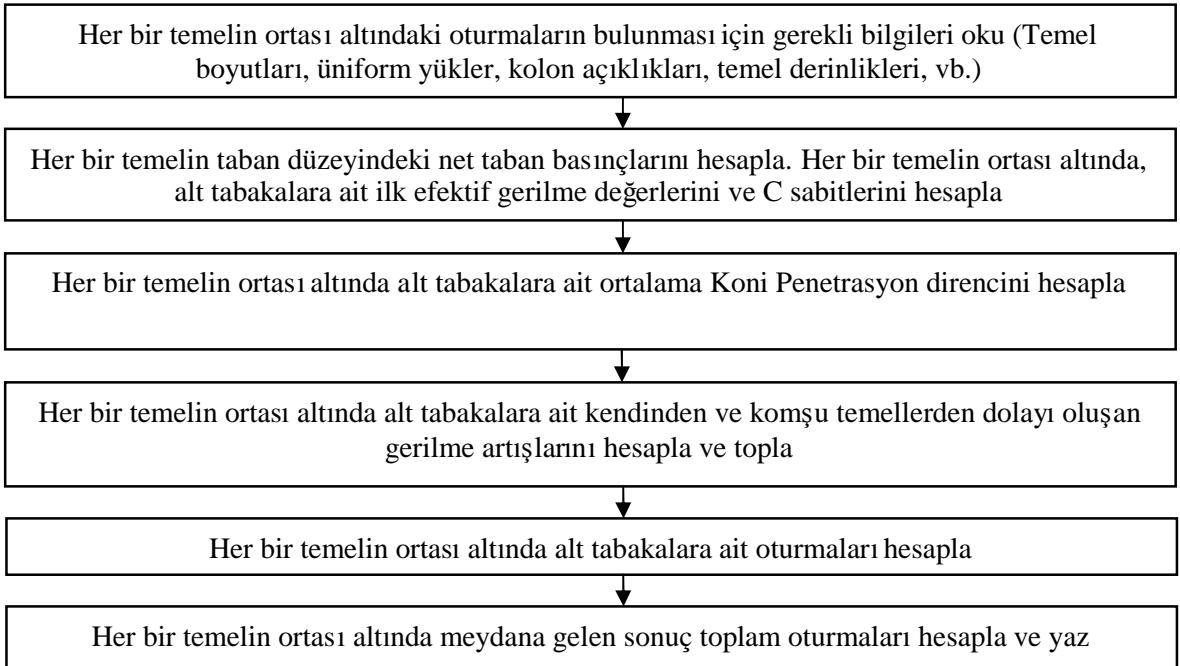 Her bir temelin ortası altındaki oturmaların bulunması için gerekli bilgileri oku (Temel
boyutları, üniform yükler, kolon açıklıkları, temel derinlikleri, vb.)
Her bir temelin taban düzeyindeki net taban basınçlarını hesapla. Her bir temelin ortası altında,
alt tabakalara ait ilk efektif gerilme değerlerini ve C sabitlerini hesapla
Her bir temelin ortası altında alt tabakalara ait ortalama Koni Penetrasyon direncini hesapla
Her bir temelin ortası altında alt tabakalara ait kendinden ve komşu temellerden dolayı oluşan
gerilme artışlarını hesapla ve topla
Her bir temelin ortası altında alt tabakalara ait oturmaları hesapla
Her bir temelin ortası altında meydana gelen sonuç toplam oturmaları hesapla ve yaz